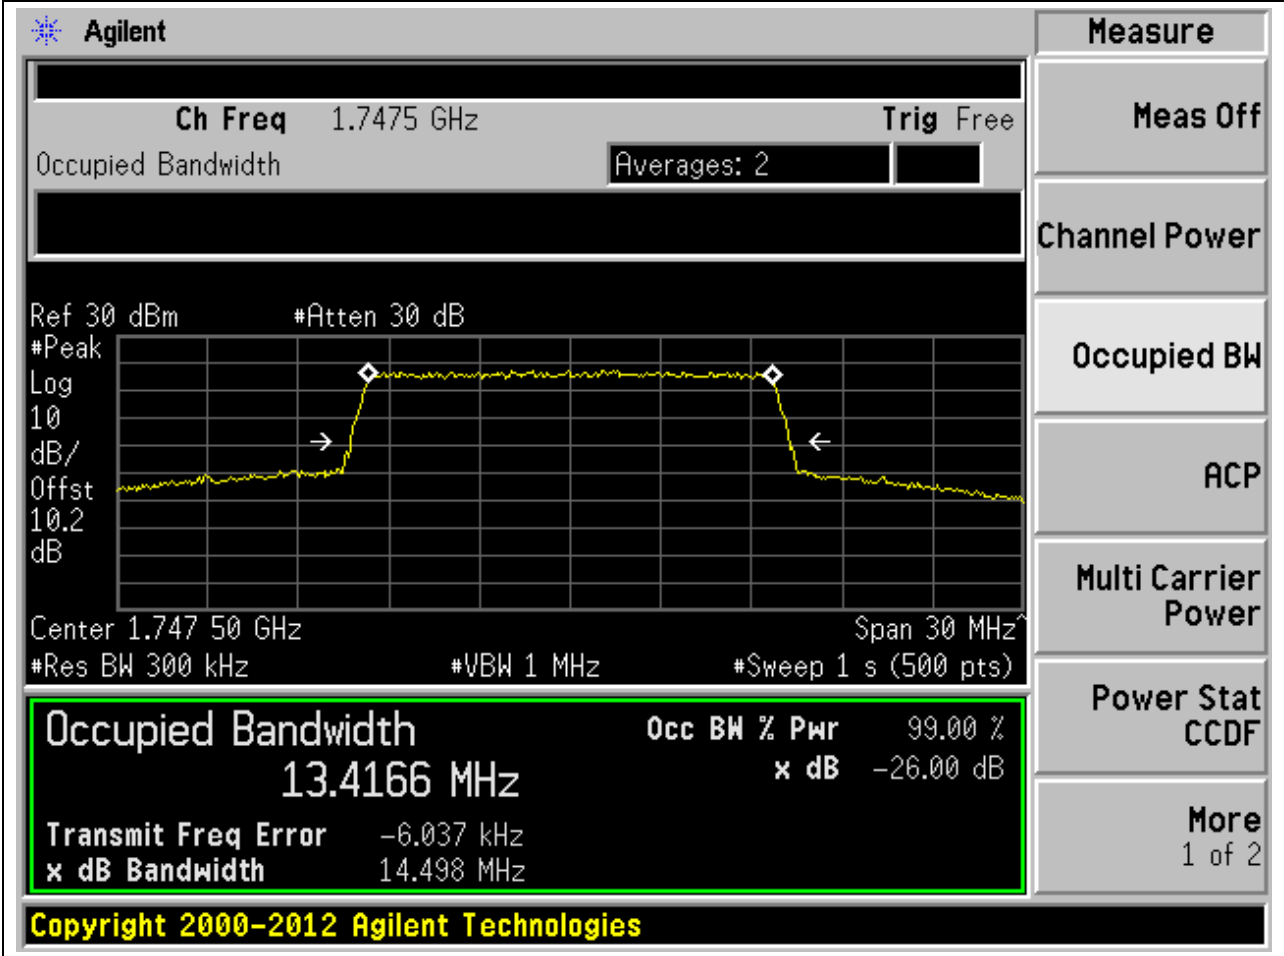 Agilent
Measure
Ch Freq 1.7475 GHz Trig Free
Occupied Bandwidth Averages: 2
Meas Off
Channel Power
Occupied BW
ACP
Multi Carrier
Power
Power Stat
CCDF
More
1 of 2
Ref 30 dBm #Atten 30 dB
#Peak
Log
10
dB/
Offst
10.2
dB
Center 1.747 50 GHz Span 30 MHz^
#Res BW 300 kHz #VBW 1 MHz #Sweep 1 s (500 pts)
Occupied Bandwidth Occ BW % Pwr 99.00 %
13.4166 MHz x dB -26.00 dB
Transmit Freq Error -6.037 kHz
x dB Bandwidth 14.498 MHz
Copyright 2000-2012 Agilent Technologies